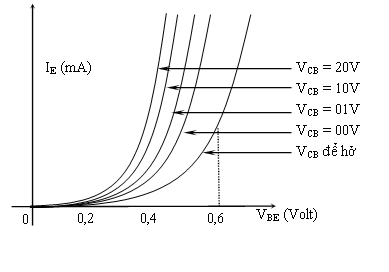 I_E (mA)
V_CB = 20V
V_CB = 10V
V_CB = 01V
V_CB = 00V
V_CB để hở
0
0,2
0,4
0,6
V_BE (Volt)